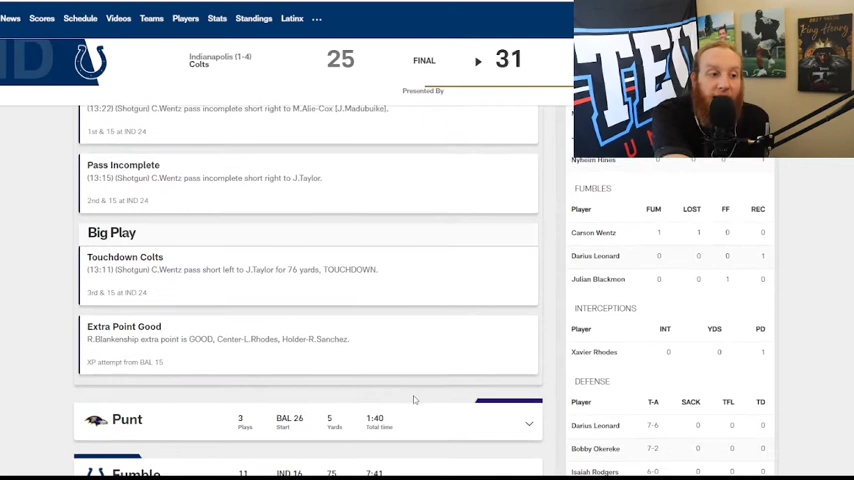 News Scores Schedule Videos Teams Players Stats Standings Latinx ...
Indianapolis (1-4)
Colts
25
FINAL
31
Presented By
(13:22) (Shotgun) C.Wentz pass incomplete short right to M.Alie-Cox [J.Madubuike].
1st & 15 at IND 24
Pass Incomplete
(13:15) (Shotgun) C.Wentz pass incomplete short right to J.Taylor.
2nd & 15 at IND 24
Big Play
Touchdown Colts
(13:11) (Shotgun) C.Wentz pass short left to J.Taylor for 76 yards, TOUCHDOWN.
3rd & 15 at IND 24
Extra Point Good
R.Blankenship extra point is GOOD, Center-L.Rhodes, Holder-R.Sanchez.
XP attempt from BAL 15
Punt
3 BAL 26 5 1:40
Plays Start Yards Total time
Fumble 11 IND 16 75 7:41
TEN
U
King Henry
Nyheim Hines 0 0 0 1
FUMBLES
Player FUM LOST FF REC
Carson Wentz 1 1 0 0
Darius Leonard 0 0 0 1
Julian Blackmon 0 0 1 0
INTERCEPTIONS
Player INT YDS PD
Xavier Rhodes 0 0 1
DEFENSE
Player T-A SACK TFL TD
Darius Leonard 7-6 0 0 0
Bobby Okereke 7-2 0 0 0
Isaiah Rodgers 6-0 0 0 0